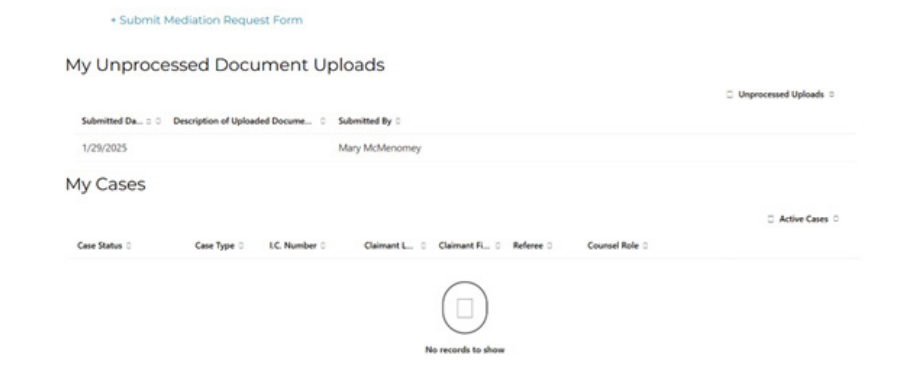 + Submit Mediation Request Form
My Unprocessed Document Uploads
Unprocessed Uploads
Submitted Da... Description of Uploaded Docume... Submitted By
1/29/2025 Mary McMenomey
My Cases
Active Cases
Case Status Case Type I.C. Number Claimant L... Claimant Fi... Referee Counsel Role
No records to show